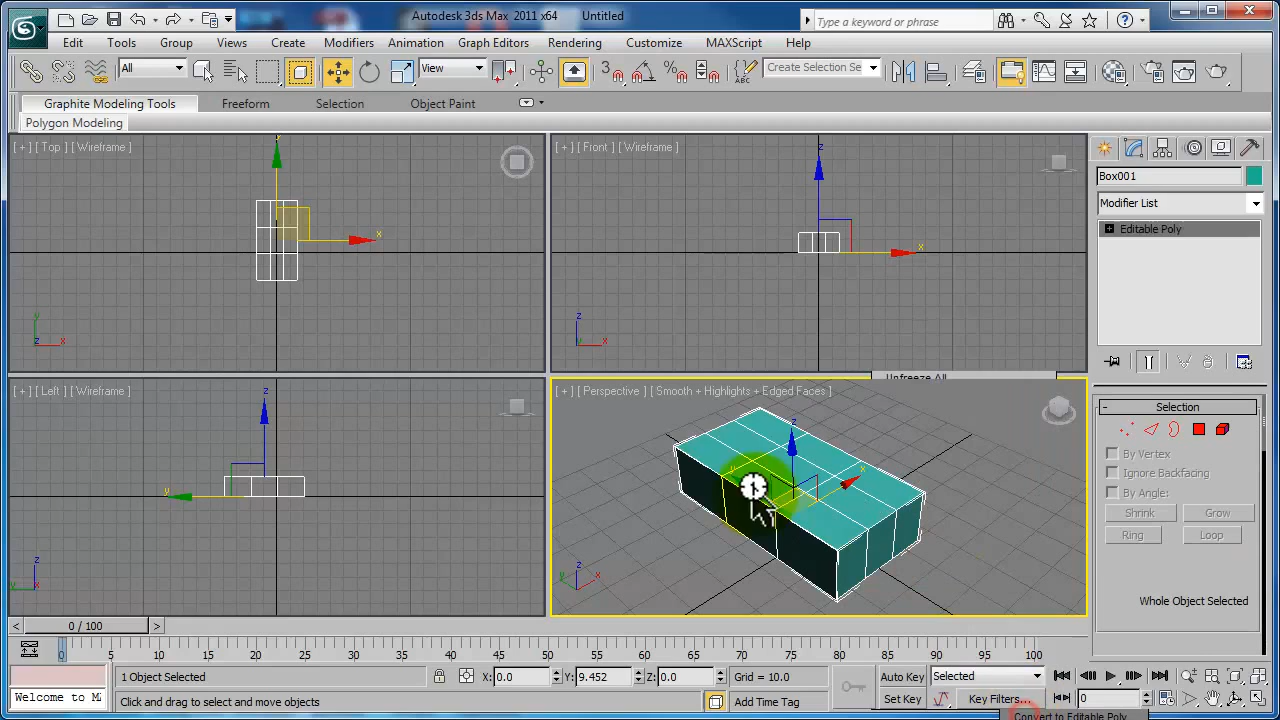 Autodesk 3ds Max 2011 x64 Untitled
Type a keyword or phrase
Edit Tools Group Views Create Modifiers Animation Graph Editors Rendering Customize MAXScript Help
All
View
Create Selection Se
Graphite Modeling Tools Freeform Selection Object Paint
Polygon Modeling
[ + ] [ Top ] [ Wireframe ]
[ + ] [ Front ] [ Wireframe ]
Box001
Modifier List
Editable Poly
Unfreeze All
[ + ] [ Left ] [ Wireframe ]
[ + ] [ Perspective ] [ Smooth + Highlights + Edged Faces ]
- Selection
By Vertex
Ignore Backfacing
By Angle:
Shrink Grow
Ring Loop
Whole Object Selected
< 0 / 100 >
0 5 10 15 20 25 30 35 40 45 50 55 60 65 70 75 80 85 90 95 100
1 Object Selected X: 0.0 Y: 9.452 Z: 0.0 Grid = 10.0 Auto Key Selected
Welcome to MA Click and drag to select and move objects Add Time Tag Set Key Key Filters... 0
Convert to Editable Poly